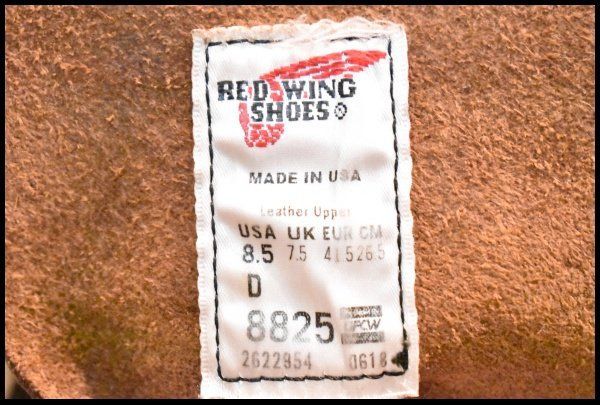 RED WING
SHOES®
MADE IN USA
Leather Upper
USA UK EUR CM
8.5 7.5 41.5 26.5
D
8825 UFCW
2622954 0618